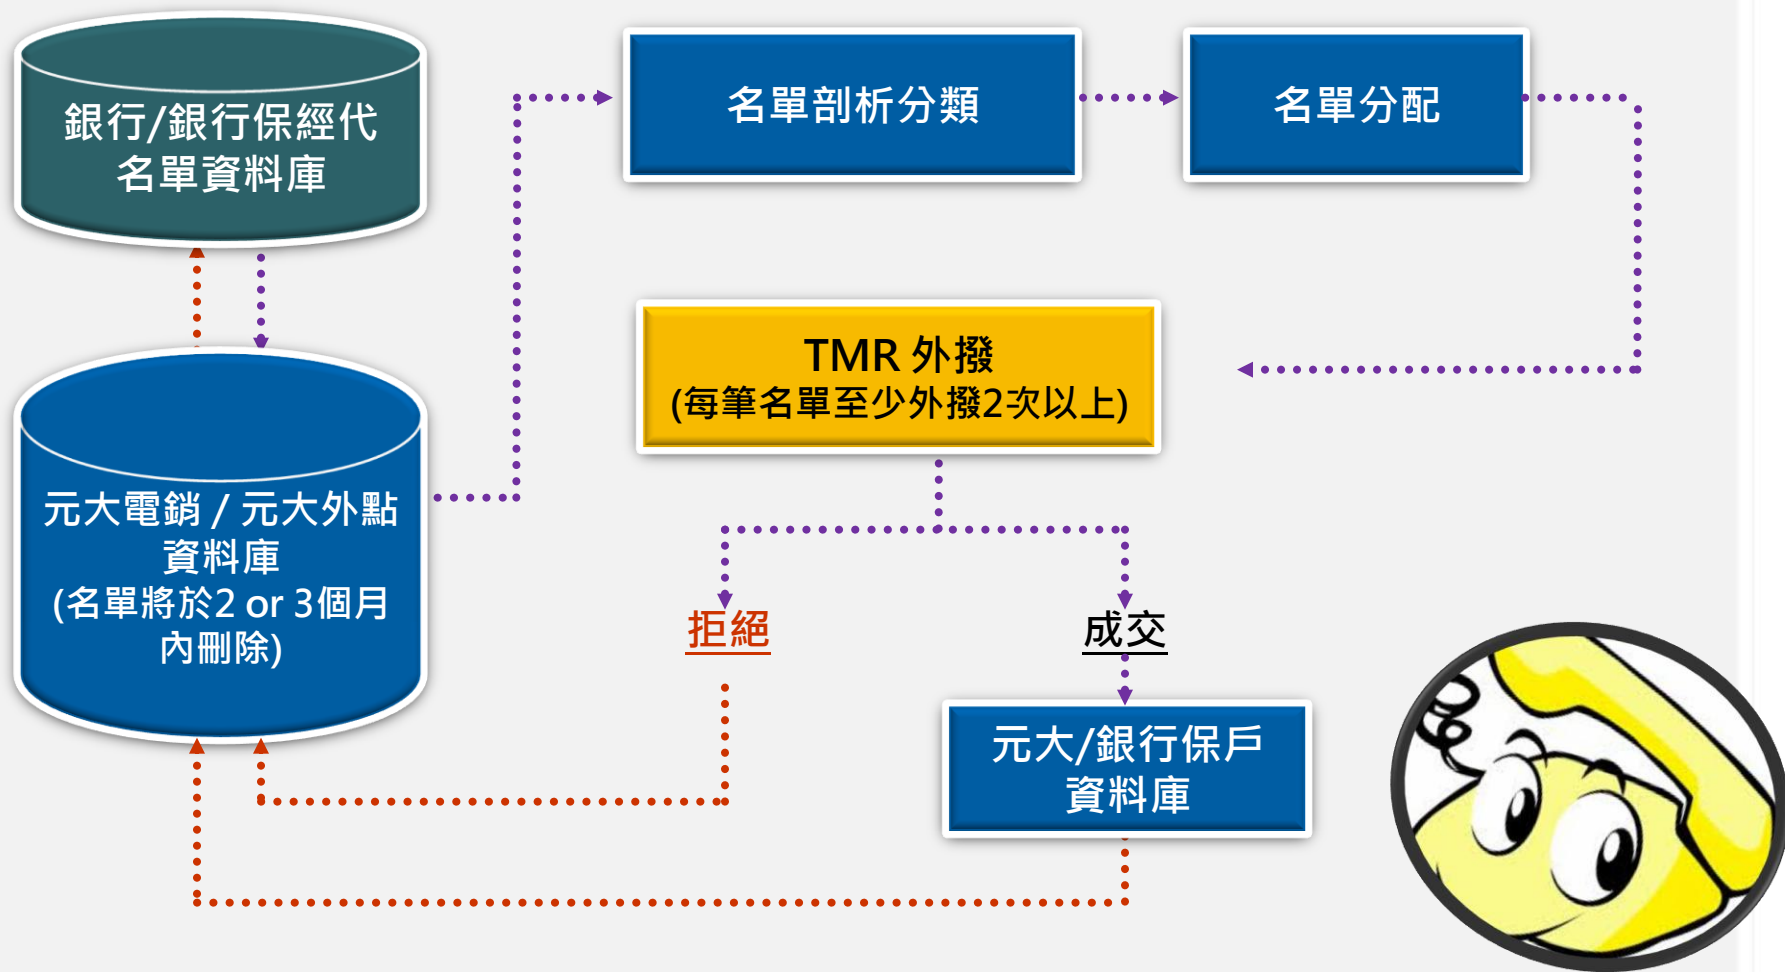 銀行/銀行保經代
名單資料庫
名單剖析分類
名單分配
TMR 外撥
(每筆名單至少外撥2次以上)
元大電銷 / 元大外點
資料庫
(名單將於2 or 3個月
內刪除)
拒絕
成交
元大/銀行保戶
資料庫